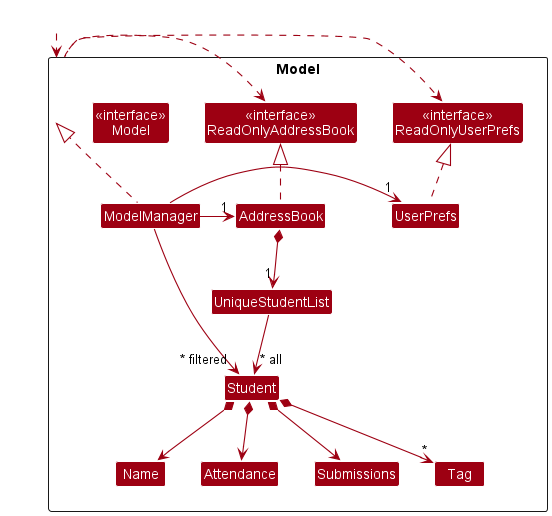 Model
«interface»
Model
«interface»
ReadOnlyAddressBook
«interface»
ReadOnlyUserPrefs
1
ModelManager
1
AddressBook
UserPrefs
1
UniqueStudentList
* filtered
* all
Student
*
Name
Attendance
Submissions
Tag